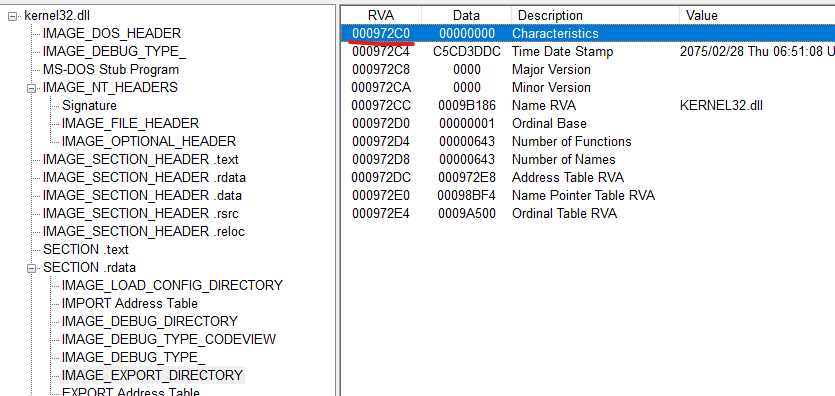 kernel32.dll
IMAGE_DOS_HEADER
IMAGE_DEBUG_TYPE_
MS-DOS Stub Program
IMAGE_NT_HEADERS
Signature
IMAGE_FILE_HEADER
IMAGE_OPTIONAL_HEADER
IMAGE_SECTION_HEADER .text
IMAGE_SECTION_HEADER .rdata
IMAGE_SECTION_HEADER .data
IMAGE_SECTION_HEADER .rsrc
IMAGE_SECTION_HEADER .reloc
SECTION .text
SECTION .rdata
IMAGE_LOAD_CONFIG_DIRECTORY
IMPORT Address Table
IMAGE_DEBUG_DIRECTORY
IMAGE_DEBUG_TYPE_CODEVIEW
IMAGE_DEBUG_TYPE_
IMAGE_EXPORT_DIRECTORY
EXPORT Address Table
RVA Data Description Value
000972C0 00000000 Characteristics
000972C4 C5CD3DDC Time Date Stamp 2075/02/28 Thu 06:51:08 U
000972C8 0000 Major Version
000972CA 0000 Minor Version
000972CC 0009B186 Name RVA KERNEL32.dll
000972D0 00000001 Ordinal Base
000972D4 00000643 Number of Functions
000972D8 00000643 Number of Names
000972DC 000972E8 Address Table RVA
000972E0 00098BF4 Name Pointer Table RVA
000972E4 0009A500 Ordinal Table RVA